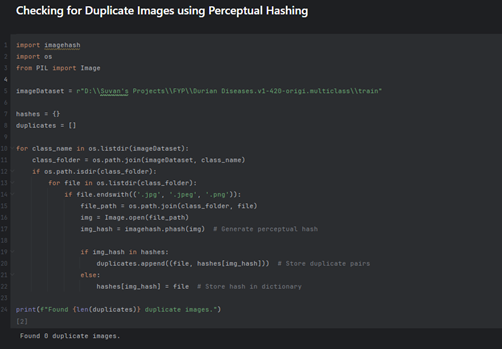 Checking for Duplicate Images using Perceptual Hashing
1 import imagehash
2 import os
3 from PIL import Image
4
5 imageDataset = r"D:\\Suvan's Projects\\FYP\\Durian Diseases.v1-420-origi.multiclass\\train"
6
7 hashes = {}
8 duplicates = []
9
10 for class_name in os.listdir(imageDataset):
11     class_folder = os.path.join(imageDataset, class_name)
12     if os.path.isdir(class_folder):
13         for file in os.listdir(class_folder):
14             if file.endswith(('.jpg', '.jpeg', '.png')):
15                 file_path = os.path.join(class_folder, file)
16                 img = Image.open(file_path)
17                 img_hash = imagehash.phash(img)  # Generate perceptual hash
18
19                 if img_hash in hashes:
20                     duplicates.append((file, hashes[img_hash]))  # Store duplicate pairs
21                 else:
22                     hashes[img_hash] = file  # Store hash in dictionary
23
24 print(f"Found {len(duplicates)} duplicate images.")
[2]
Found 0 duplicate images.